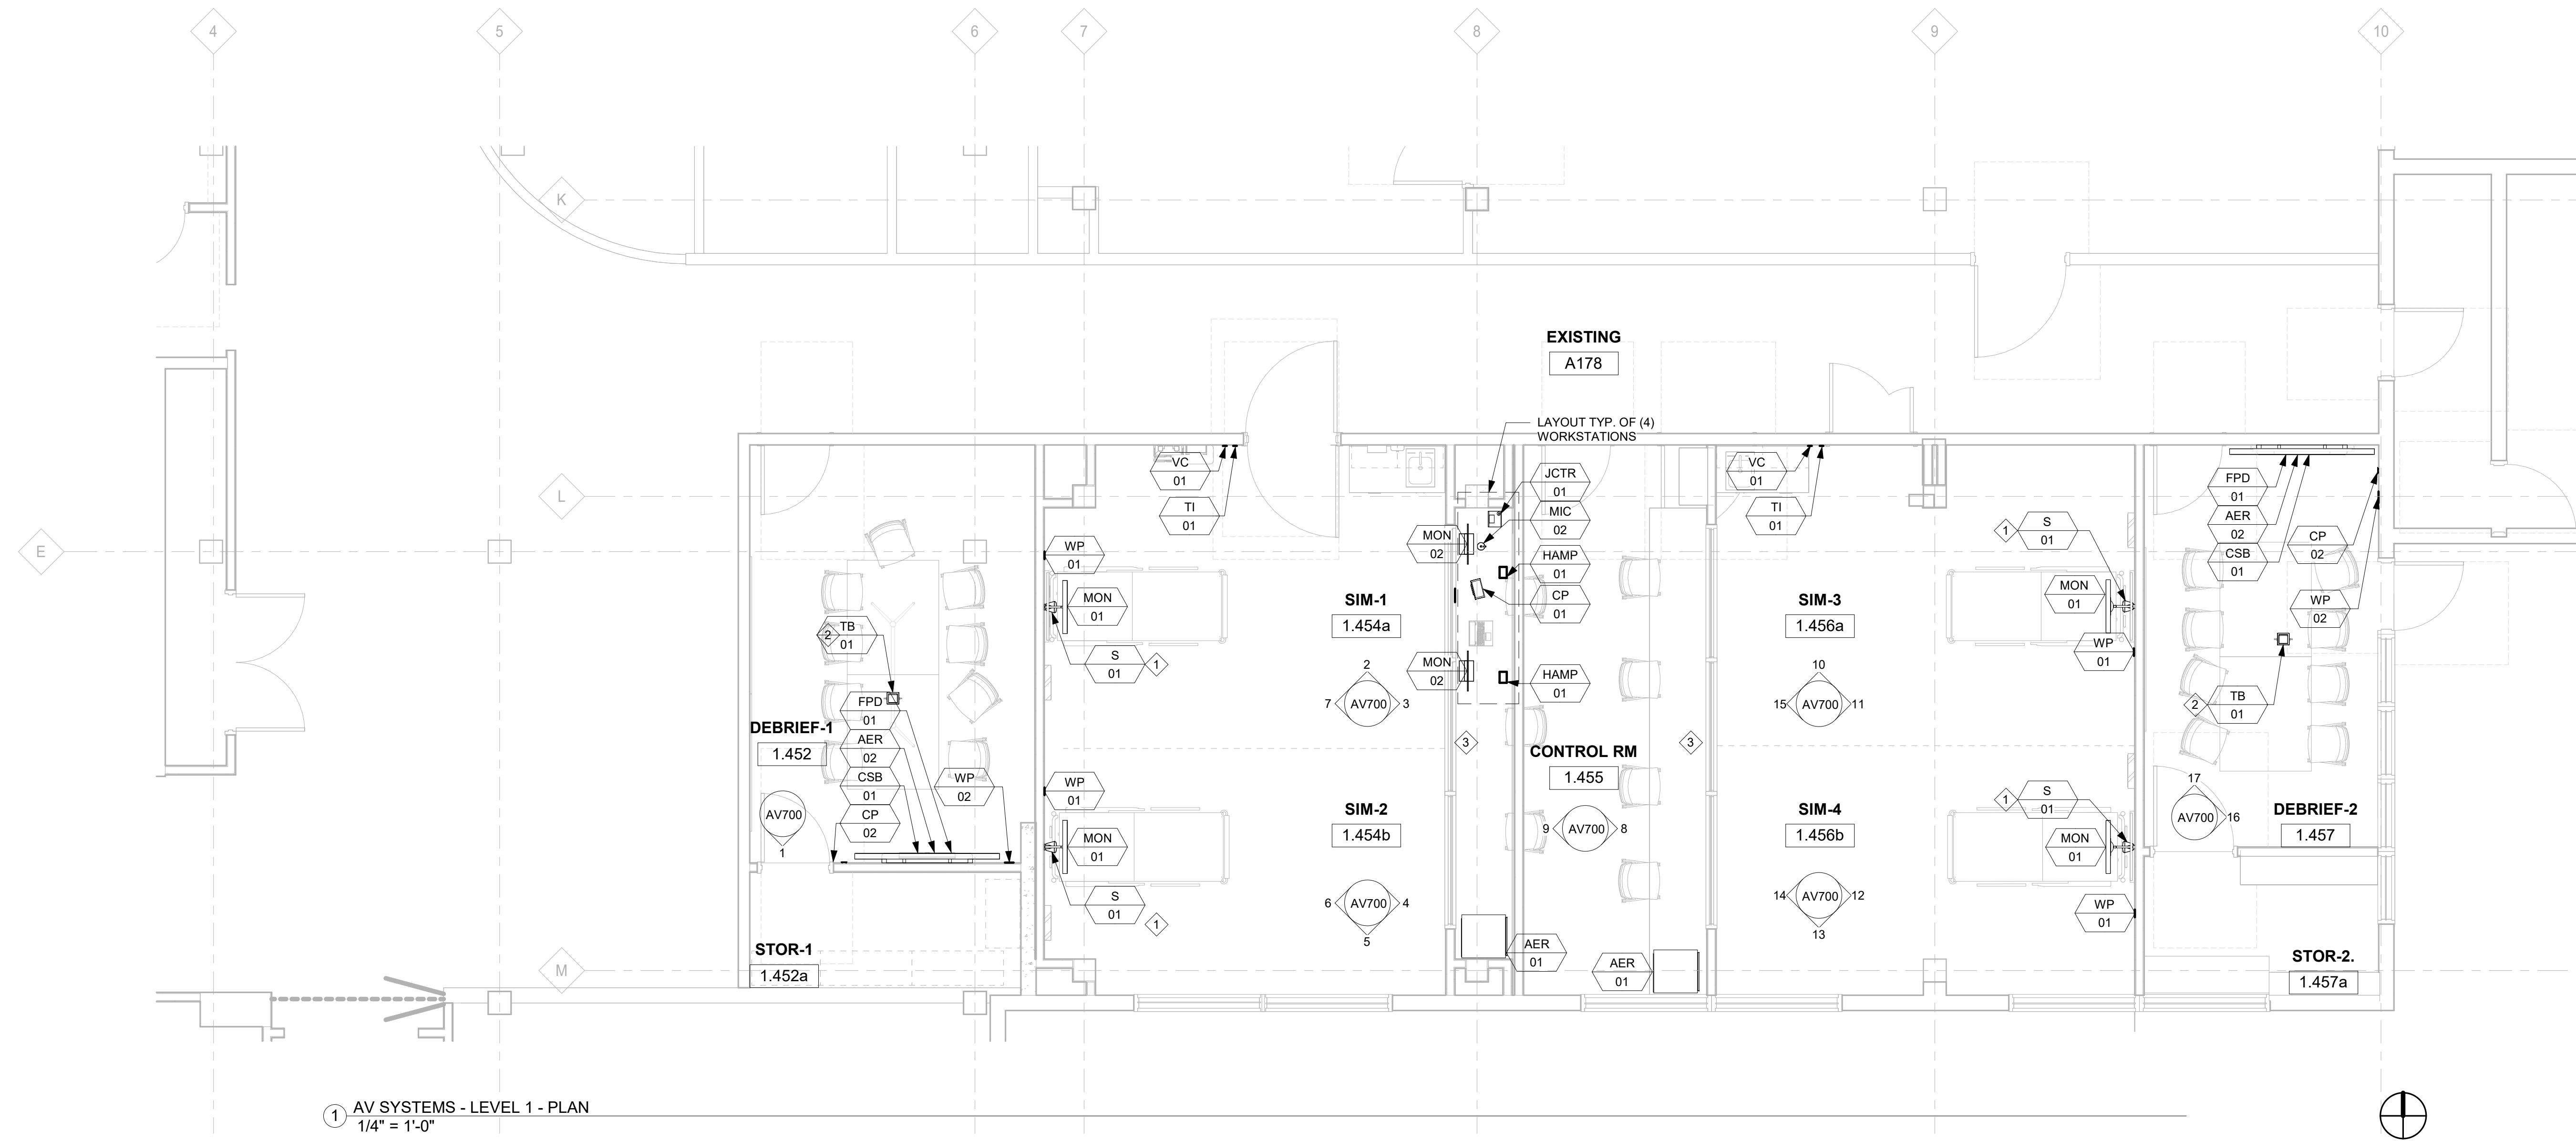 4
5
6
7
8
9
10
K
L
E
M
EXISTING
A178
LAYOUT TYP. OF (4)
WORKSTATIONS
DEBRIEF-1
1.452
TB
01
2
FPD
01
AER
02
CSB
01
CP
02
WP
02
AV700
1
STOR-1
1.452a
VC
01
TI
01
WP
01
MON
01
S
01
1
SIM-1
1.454a
2
7
AV700
3
WP
01
MON
01
S
01
1
SIM-2
1.454b
6
AV700
4
5
JCTR
01
MIC
02
MON
02
HAMP
01
CP
01
MON
02
HAMP
01
3
3
CONTROL RM
1.455
9
AV700
8
AER
01
AER
01
VC
01
TI
01
SIM-3
1.456a
10
15
AV700
11
1
S
01
MON
01
WP
01
SIM-4
1.456b
14
AV700
12
13
1
S
01
MON
01
WP
01
FPD
01
AER
02
CSB
01
CP
02
WP
02
2
TB
01
17
AV700
16
DEBRIEF-2
1.457
STOR-2.
1.457a
1
AV SYSTEMS - LEVEL 1 - PLAN
1/4" = 1'-0"